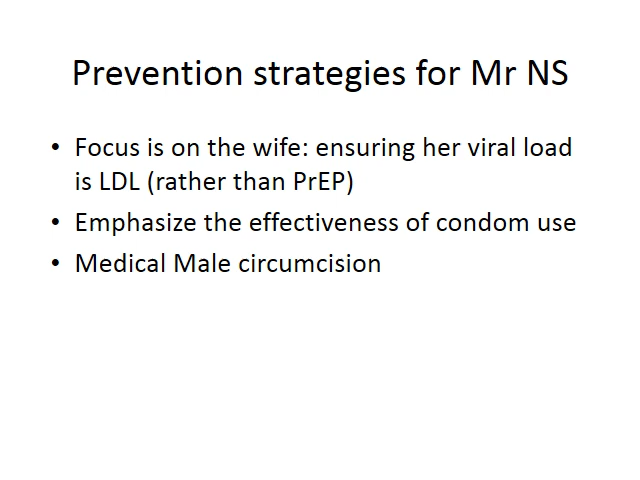 Prevention strategies for Mr NS
• Focus is on the wife: ensuring her viral load
is LDL (rather than PrEP)
• Emphasize the effectiveness of condom use
• Medical Male circumcision